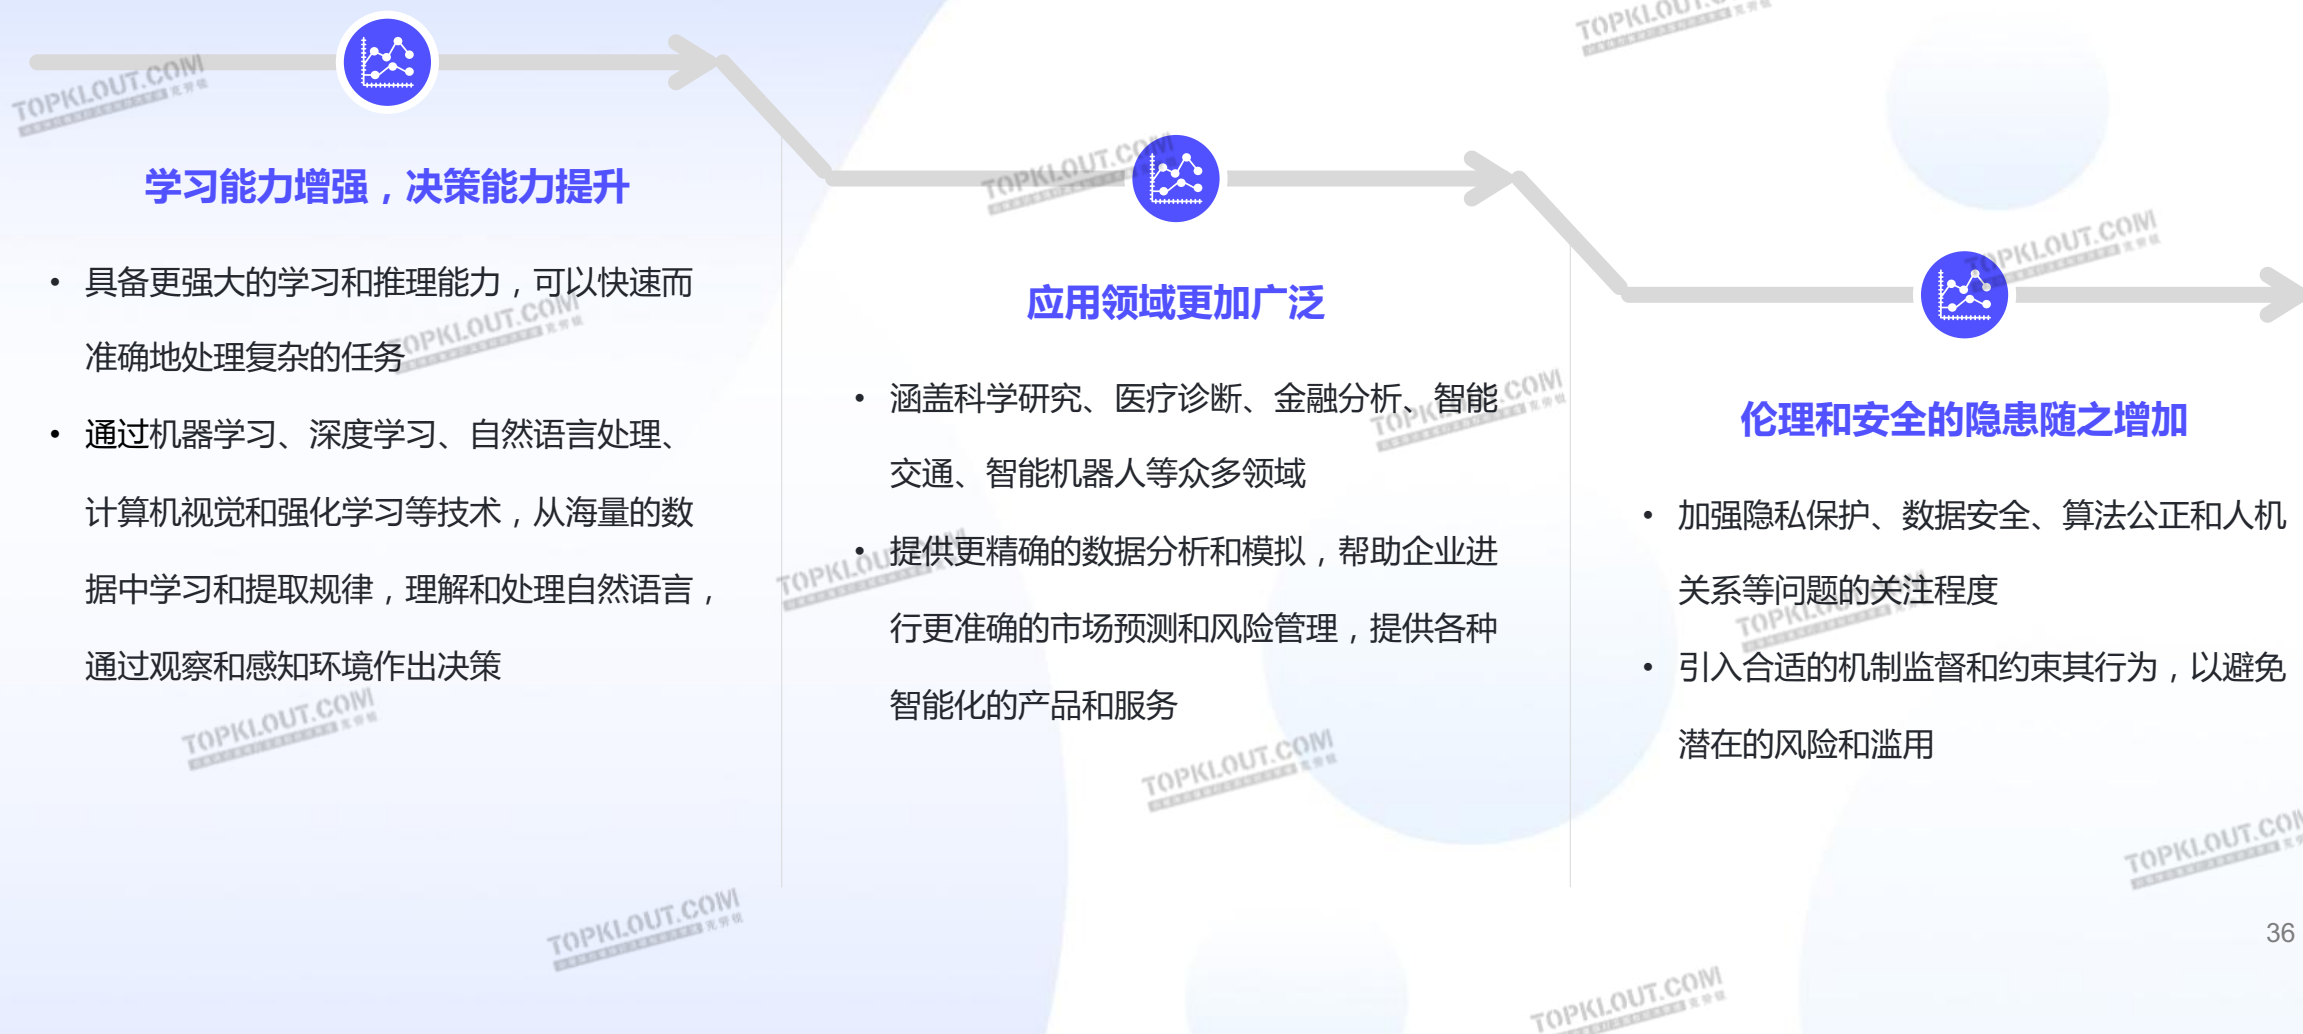 学习能力增强，决策能力提升
• 具备更强大的学习和推理能力，可以快速而
准确地处理复杂的任务
• 通过机器学习、深度学习、自然语言处理、
计算机视觉和强化学习等技术，从海量的数
据中学习和提取规律，理解和处理自然语言，
通过观察和感知环境作出决策
应用领域更加广泛
• 涵盖科学研究、医疗诊断、金融分析、智能
交通、智能机器人等众多领域
• 提供更精确的数据分析和模拟，帮助企业进
行更准确的市场预测和风险管理，提供各种
智能化的产品和服务
伦理和安全的隐患随之增加
• 加强隐私保护、数据安全、算法公正和人机
关系等问题的关注程度
• 引入合适的机制监督和约束其行为，以避免
潜在的风险和滥用
36
TOPKLOUT.COM
克劳锐